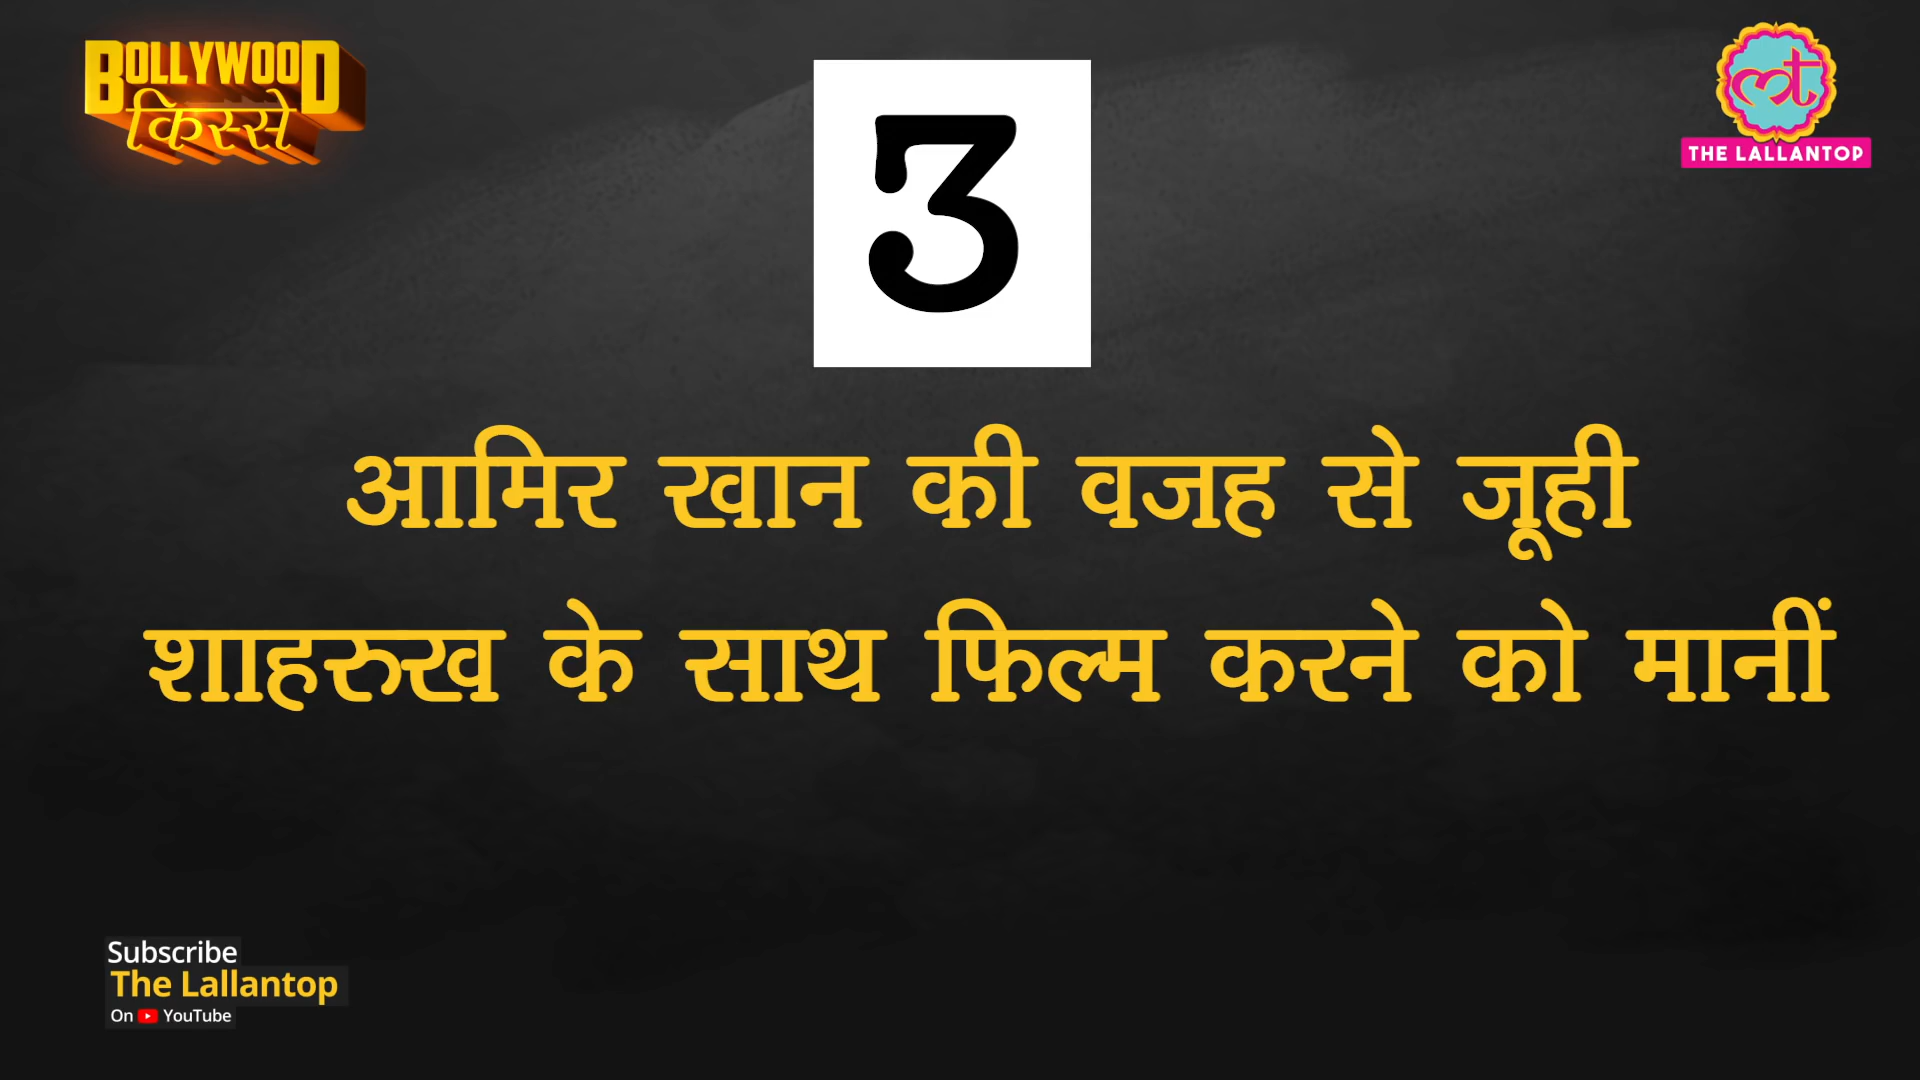 BOLLYWOOD
किस्से
THE LALLANTOP
3
आमिर खान की वजह से जूही
शाहरुख के साथ फिल्म करने को मानीं
Subscribe
The Lallantop
On YouTube